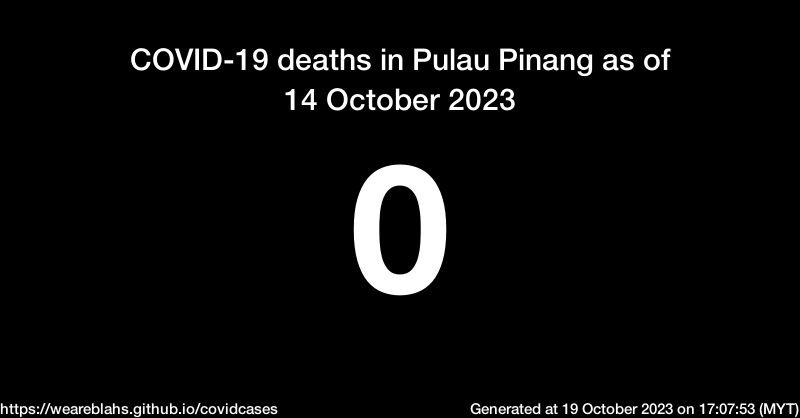 COVID-19 deaths in Pulau Pinang as of
14 October 2023
0
https://weareblahs.github.io/covidcases
Generated at 19 October 2023 on 17:07:53 (MYT)